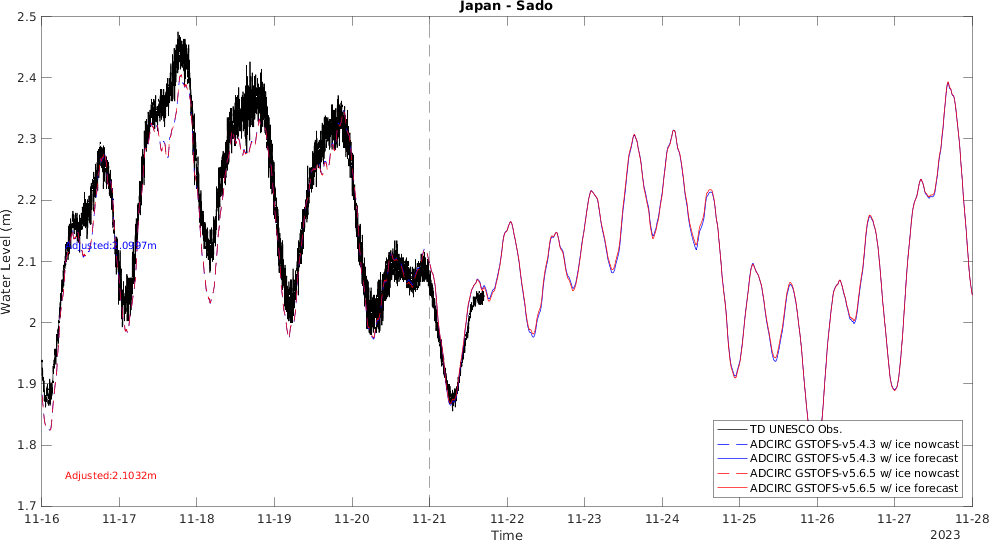 Japan - Sado
2.5
2.4
2.3
2.2
2.1
2
1.9
1.8
1.7
Water Level (m)
Adjusted:2.0997m
Adjusted:2.1032m
TD UNESCO Obs.
ADCIRC GSTOFS-v5.4.3 w/ ice nowcast
ADCIRC GSTOFS-v5.4.3 w/ ice forecast
ADCIRC GSTOFS-v5.6.5 w/ ice nowcast
ADCIRC GSTOFS-v5.6.5 w/ ice forecast
11-16 11-17 11-18 11-19 11-20 11-21 11-22 11-23 11-24 11-25 11-26 11-27 11-28
Time
2023